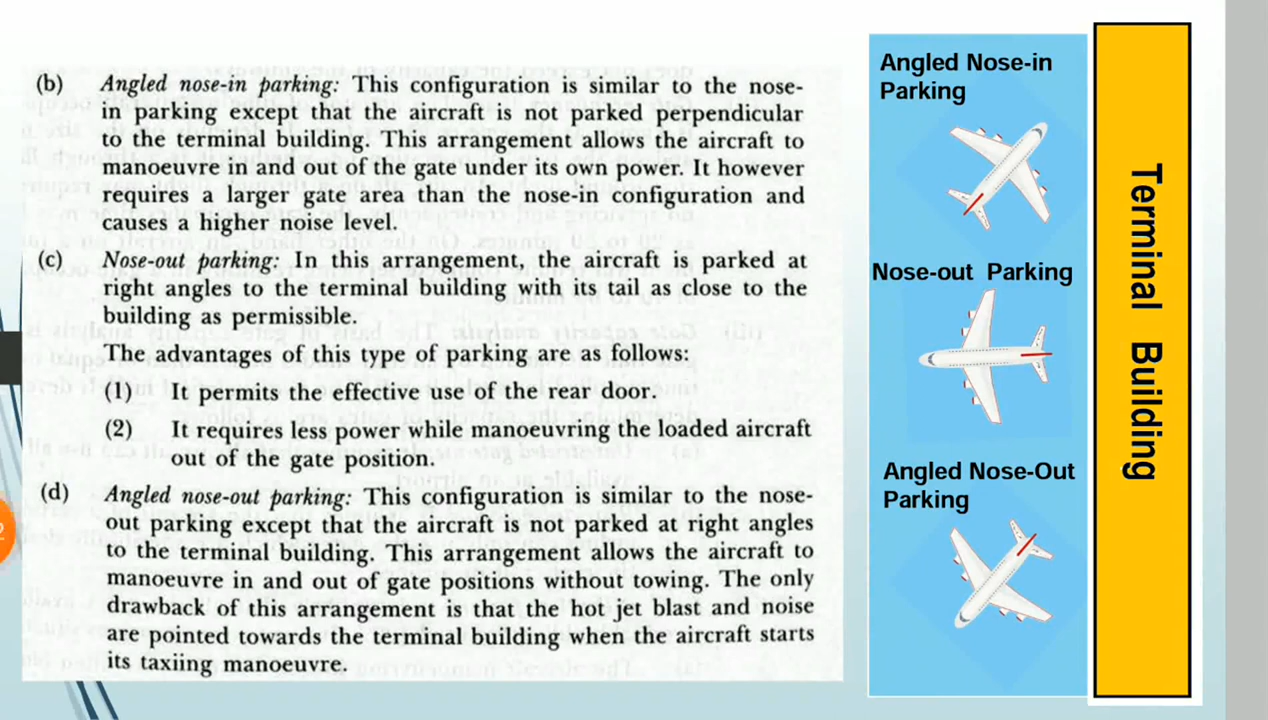 (b) Angled nose-in parking: This configuration is similar to the nose-
in parking except that the aircraft is not parked perpendicular
to the terminal building. This arrangement allows the aircraft to
manoeuvre in and out of the gate under its own power. It however
requires a larger gate area than the nose-in configuration and
causes a higher noise level.
(c) Nose-out parking: In this arrangement, the aircraft is parked at
right angles to the terminal building with its tail as close to the
building as permissible.
The advantages of this type of parking are as follows:
(1) It permits the effective use of the rear door.
(2) It requires less power while manoeuvring the loaded aircraft
out of the gate position.
(d) Angled nose-out parking: This configuration is similar to the nose-
out parking except that the aircraft is not parked at right angles
to the terminal building. This arrangement allows the aircraft to
manoeuvre in and out of gate positions without towing. The only
drawback of this arrangement is that the hot jet blast and noise
are pointed towards the terminal building when the aircraft starts
its taxiing manoeuvre.
Angled Nose-in
Parking
Nose-out Parking
Angled Nose-Out
Parking
Terminal Building
2